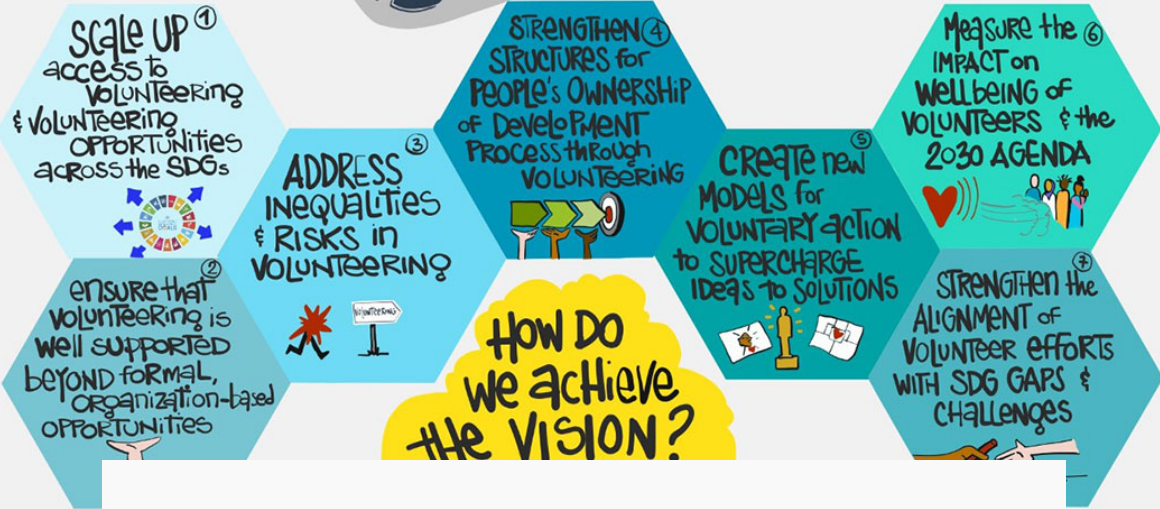 1
SCALE UP
access to
VOLUNTEERING
& VOLUNTEERING
OPPORTUNITIES
across the SDGs
2
ensure that
VOLUNTEERING is
well SUPPORTED
beyond formal,
organization-based
OPPORTUNITIES
3
ADDRESS
INEQUALITIES
& RISKS in
VOLUNTEERING
VOLUNTEERING
4
STRENGTHEN
STRUCTURES for
PEOPLE'S OWNERSHIP
of DEVELOPMENT
PROCESS through
VOLUNTEERING
HOW DO
we achieve
the VISION?
5
CREATE new
MODELS for
VOLUNTARY action
to SUPERCHARGE
IDEAS to SOLUTIONS
6
Measure the
IMPACT on
WELLBEING of
VOLUNTEERS & the
2030 AGENDA
7
STRENGTHEN the
ALIGNMENT of
VOLUNTEER efforts
WITH SDG GAPS &
CHALLENGES